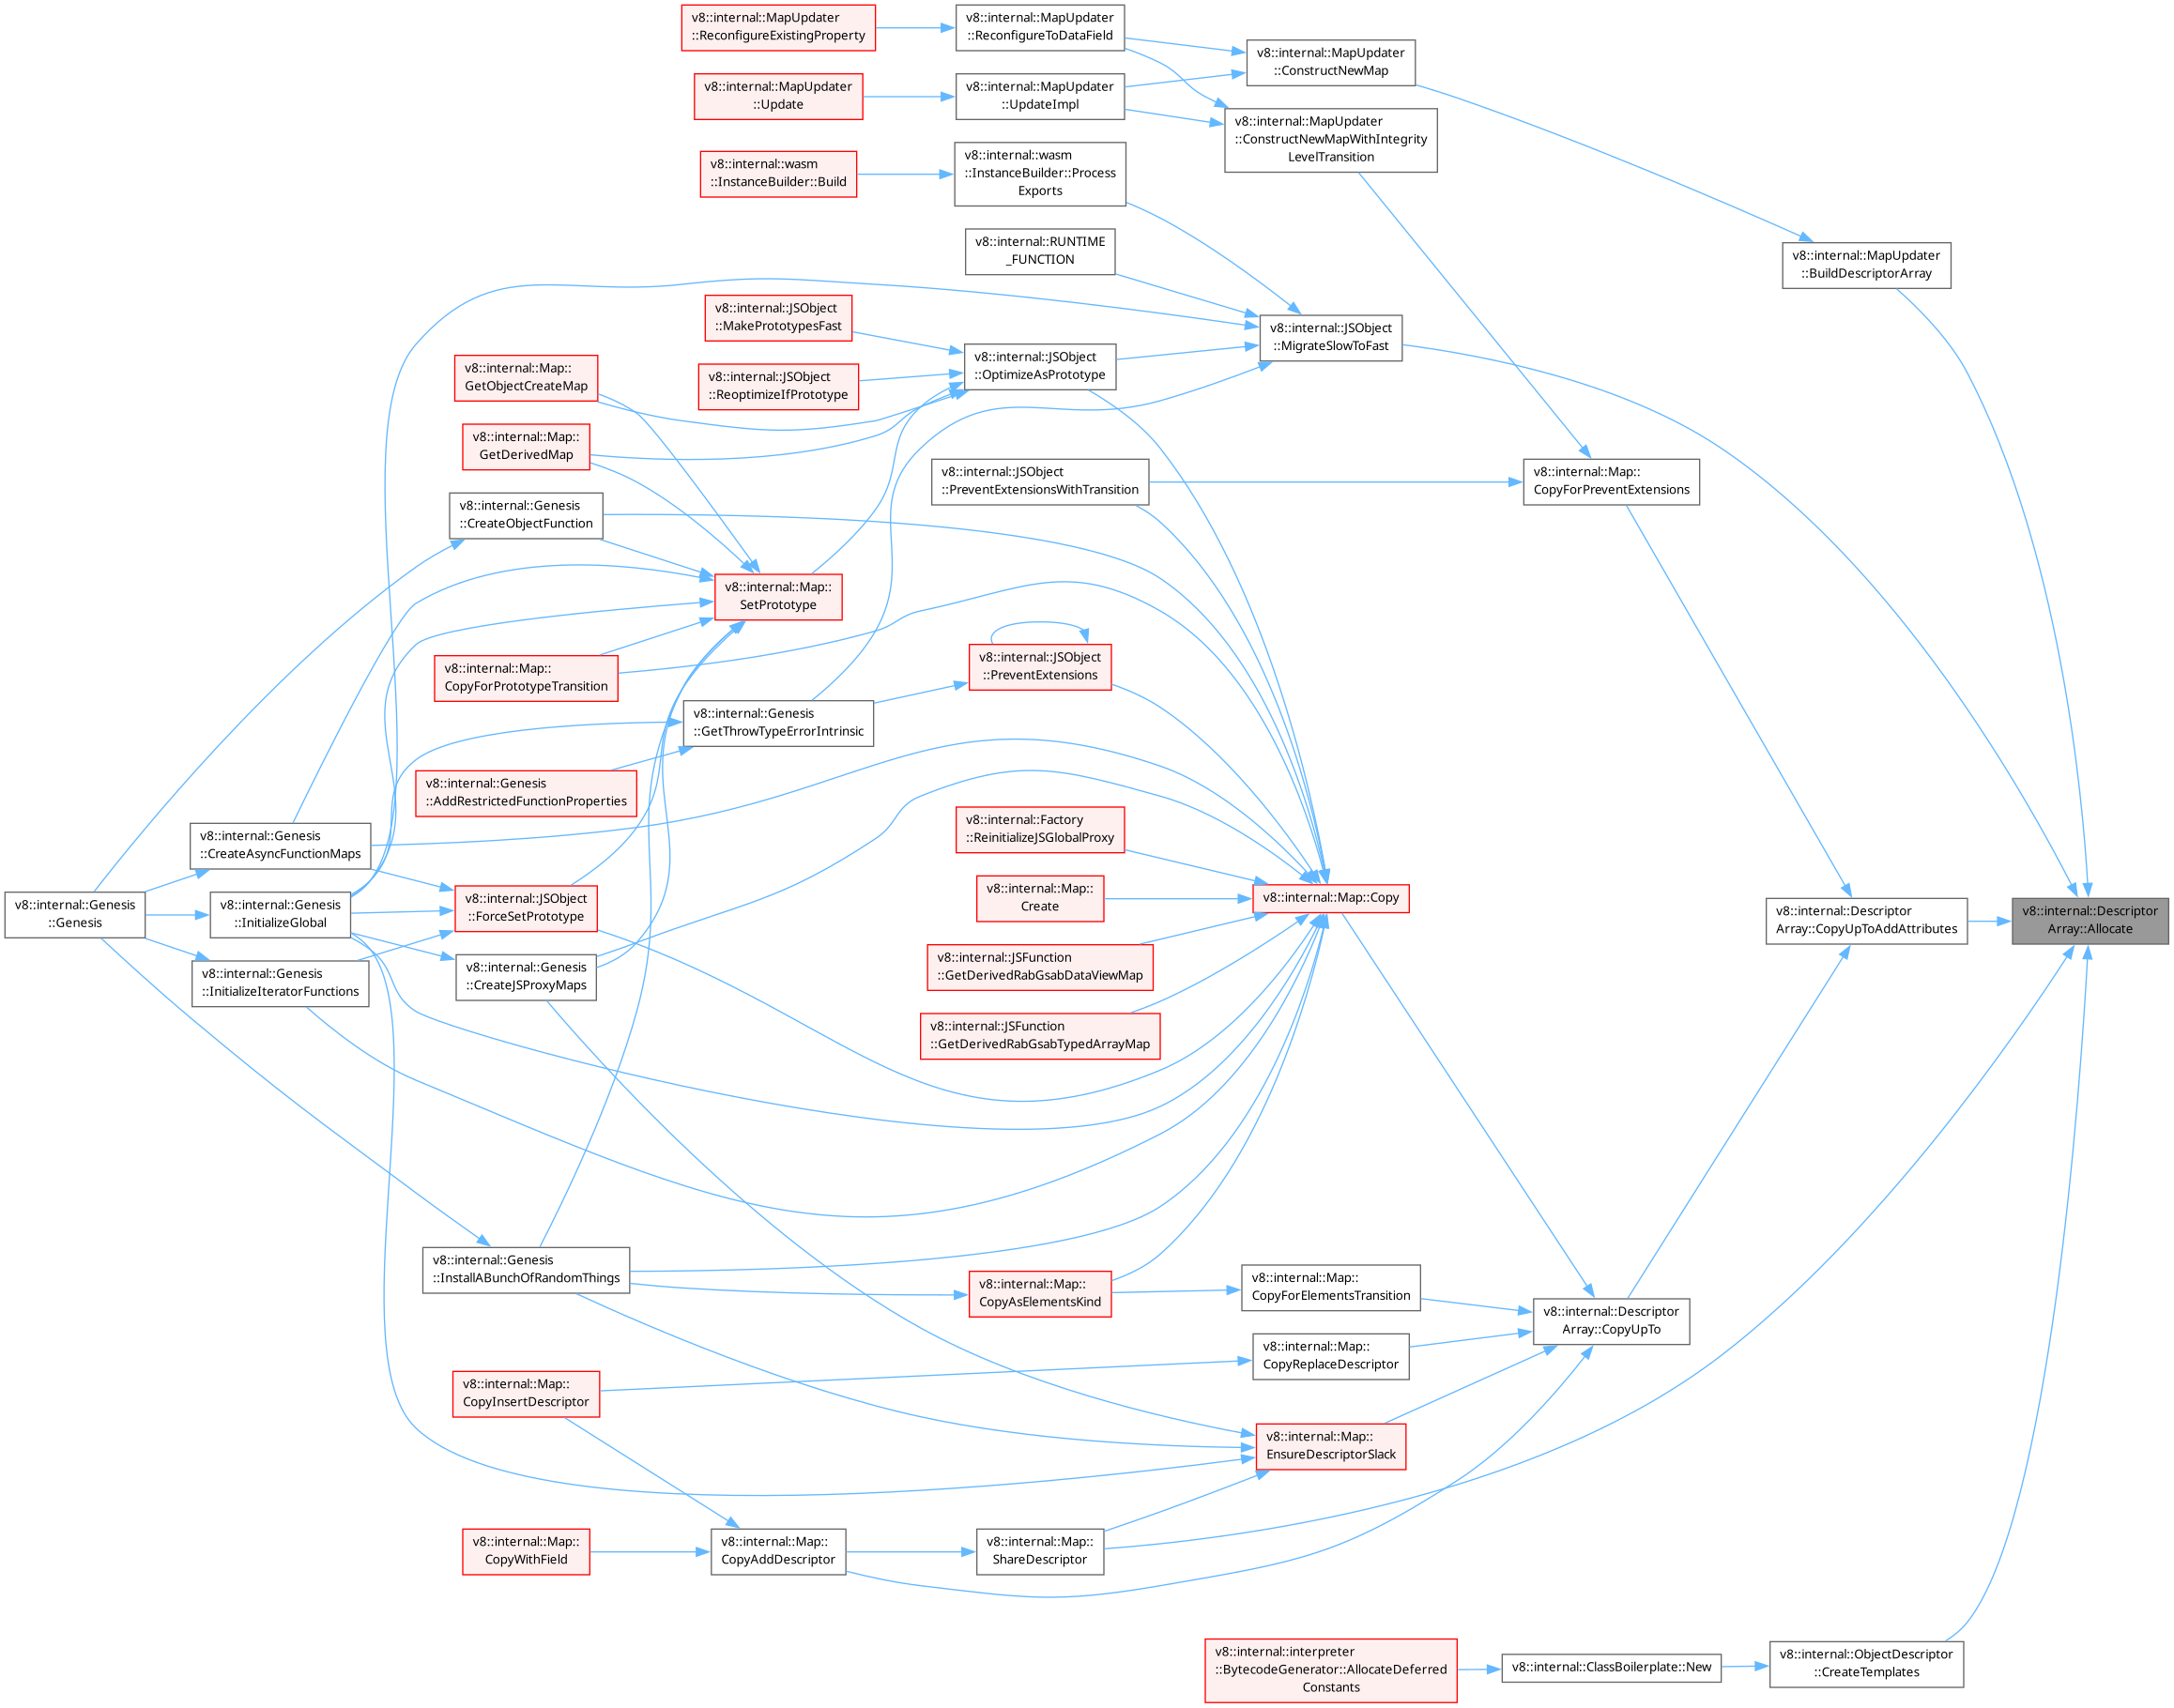 v8::internal::MapUpdater
::ReconfigureExistingProperty
v8::internal::MapUpdater
::ReconfigureToDataField
v8::internal::MapUpdater
::ConstructNewMap
v8::internal::MapUpdater
::Update
v8::internal::MapUpdater
::UpdateImpl
v8::internal::MapUpdater
::ConstructNewMapWithIntegrity
LevelTransition
v8::internal::wasm
::InstanceBuilder::Build
v8::internal::wasm
::InstanceBuilder::Process
Exports
v8::internal::RUNTIME
_FUNCTION
v8::internal::MapUpdater
::BuildDescriptorArray
v8::internal::JSObject
::MakePrototypesFast
v8::internal::JSObject
::MigrateSlowToFast
v8::internal::Map::
GetObjectCreateMap
v8::internal::JSObject
::ReoptimizeIfPrototype
v8::internal::JSObject
::OptimizeAsPrototype
v8::internal::Map::
GetDerivedMap
v8::internal::JSObject
::PreventExtensionsWithTransition
v8::internal::Map::
CopyForPreventExtensions
v8::internal::Genesis
::CreateObjectFunction
v8::internal::Map::
SetPrototype
v8::internal::Map::
CopyForPrototypeTransition
v8::internal::JSObject
::PreventExtensions
v8::internal::Genesis
::GetThrowTypeErrorIntrinsic
v8::internal::Genesis
::AddRestrictedFunctionProperties
v8::internal::Genesis
::CreateAsyncFunctionMaps
v8::internal::Factory
::ReinitializeJSGlobalProxy
v8::internal::Genesis
::Genesis
v8::internal::Genesis
::InitializeGlobal
v8::internal::JSObject
::ForceSetPrototype
v8::internal::Map::
Create
v8::internal::Map::Copy
v8::internal::Descriptor
Array::CopyUpToAddAttributes
v8::internal::Descriptor
Array::Allocate
v8::internal::Genesis
::InitializeIteratorFunctions
v8::internal::Genesis
::CreateJSProxyMaps
v8::internal::JSFunction
::GetDerivedRabGsabDataViewMap
v8::internal::JSFunction
::GetDerivedRabGsabTypedArrayMap
v8::internal::Genesis
::InstallABunchOfRandomThings
v8::internal::Map::
CopyAsElementsKind
v8::internal::Map::
CopyForElementsTransition
v8::internal::Descriptor
Array::CopyUpTo
v8::internal::Map::
CopyReplaceDescriptor
v8::internal::Map::
CopyInsertDescriptor
v8::internal::Map::
EnsureDescriptorSlack
v8::internal::Map::
CopyWithField
v8::internal::Map::
CopyAddDescriptor
v8::internal::Map::
ShareDescriptor
v8::internal::interpreter
::BytecodeGenerator::AllocateDeferred
Constants
v8::internal::ClassBoilerplate::New
v8::internal::ObjectDescriptor
::CreateTemplates